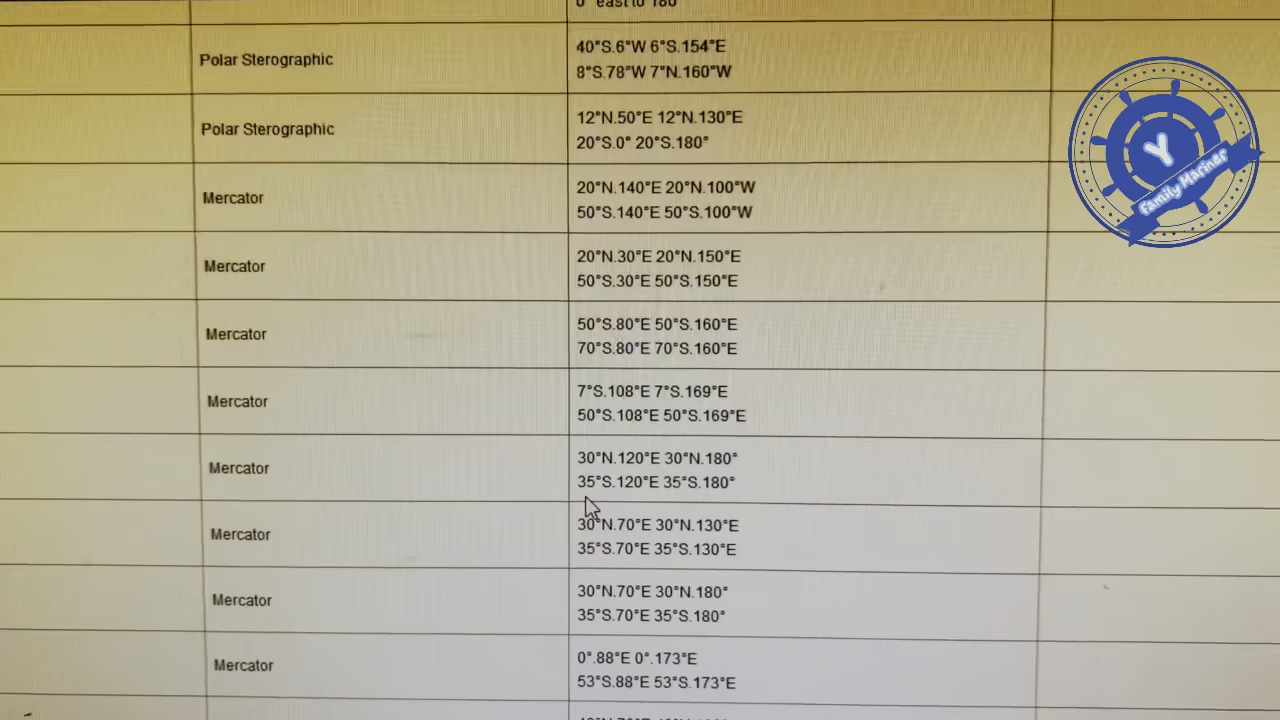 0° east to 180°
Polar Sterographic
40°S.6°W 6°S.154°E
8°S.78°W 7°N.160°W
Polar Sterographic
12°N.50°E 12°N.130°E
20°S.0° 20°S.180°
Mercator
20°N.140°E 20°N.100°W
50°S.140°E 50°S.100°W
Mercator
20°N.30°E 20°N.150°E
50°S.30°E 50°S.150°E
Mercator
50°S.80°E 50°S.160°E
70°S.80°E 70°S.160°E
Mercator
7°S.108°E 7°S.169°E
50°S.108°E 50°S.169°E
Mercator
30°N.120°E 30°N.180°
35°S.120°E 35°S.180°
Mercator
30°N.70°E 30°N.130°E
35°S.70°E 35°S.130°E
Mercator
30°N.70°E 30°N.180°
35°S.70°E 35°S.180°
Mercator
0°.88°E 0°.173°E
53°S.88°E 53°S.173°E
Y
Family Mariner